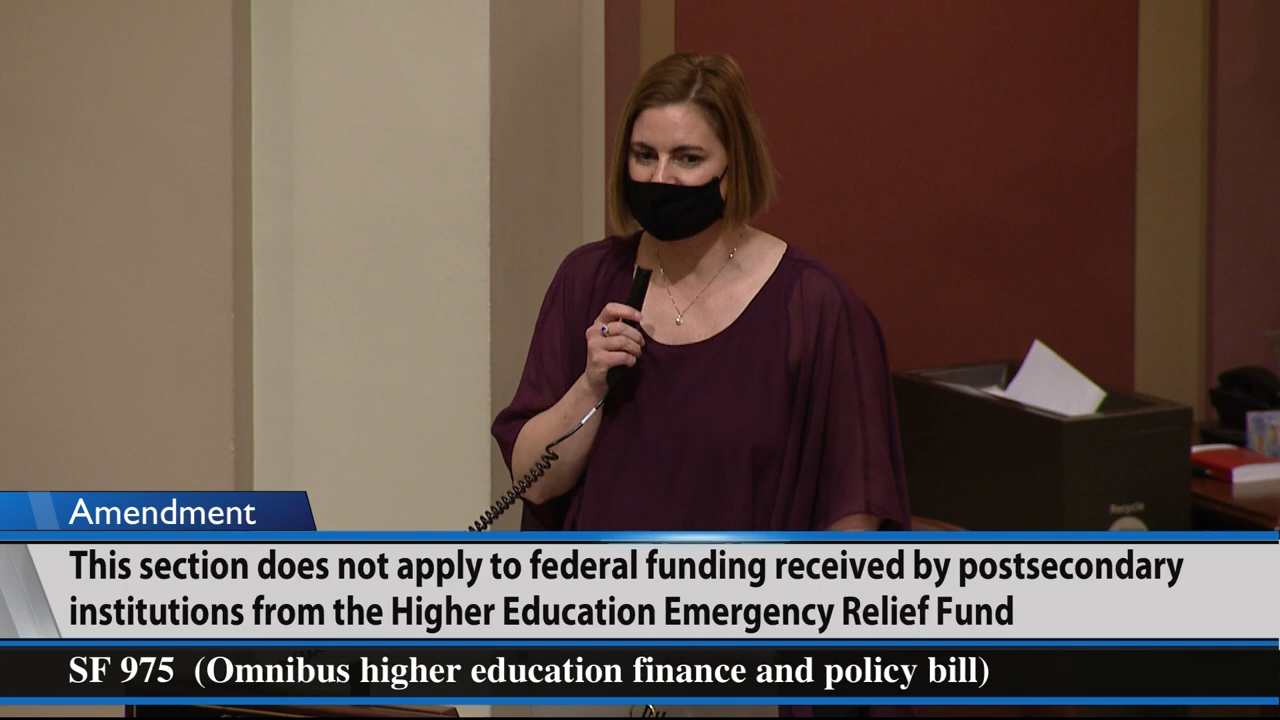 Recycle
Amendment
This section does not apply to federal funding received by postsecondary
institutions from the Higher Education Emergency Relief Fund
SF 975 (Omnibus higher education finance and policy bill)